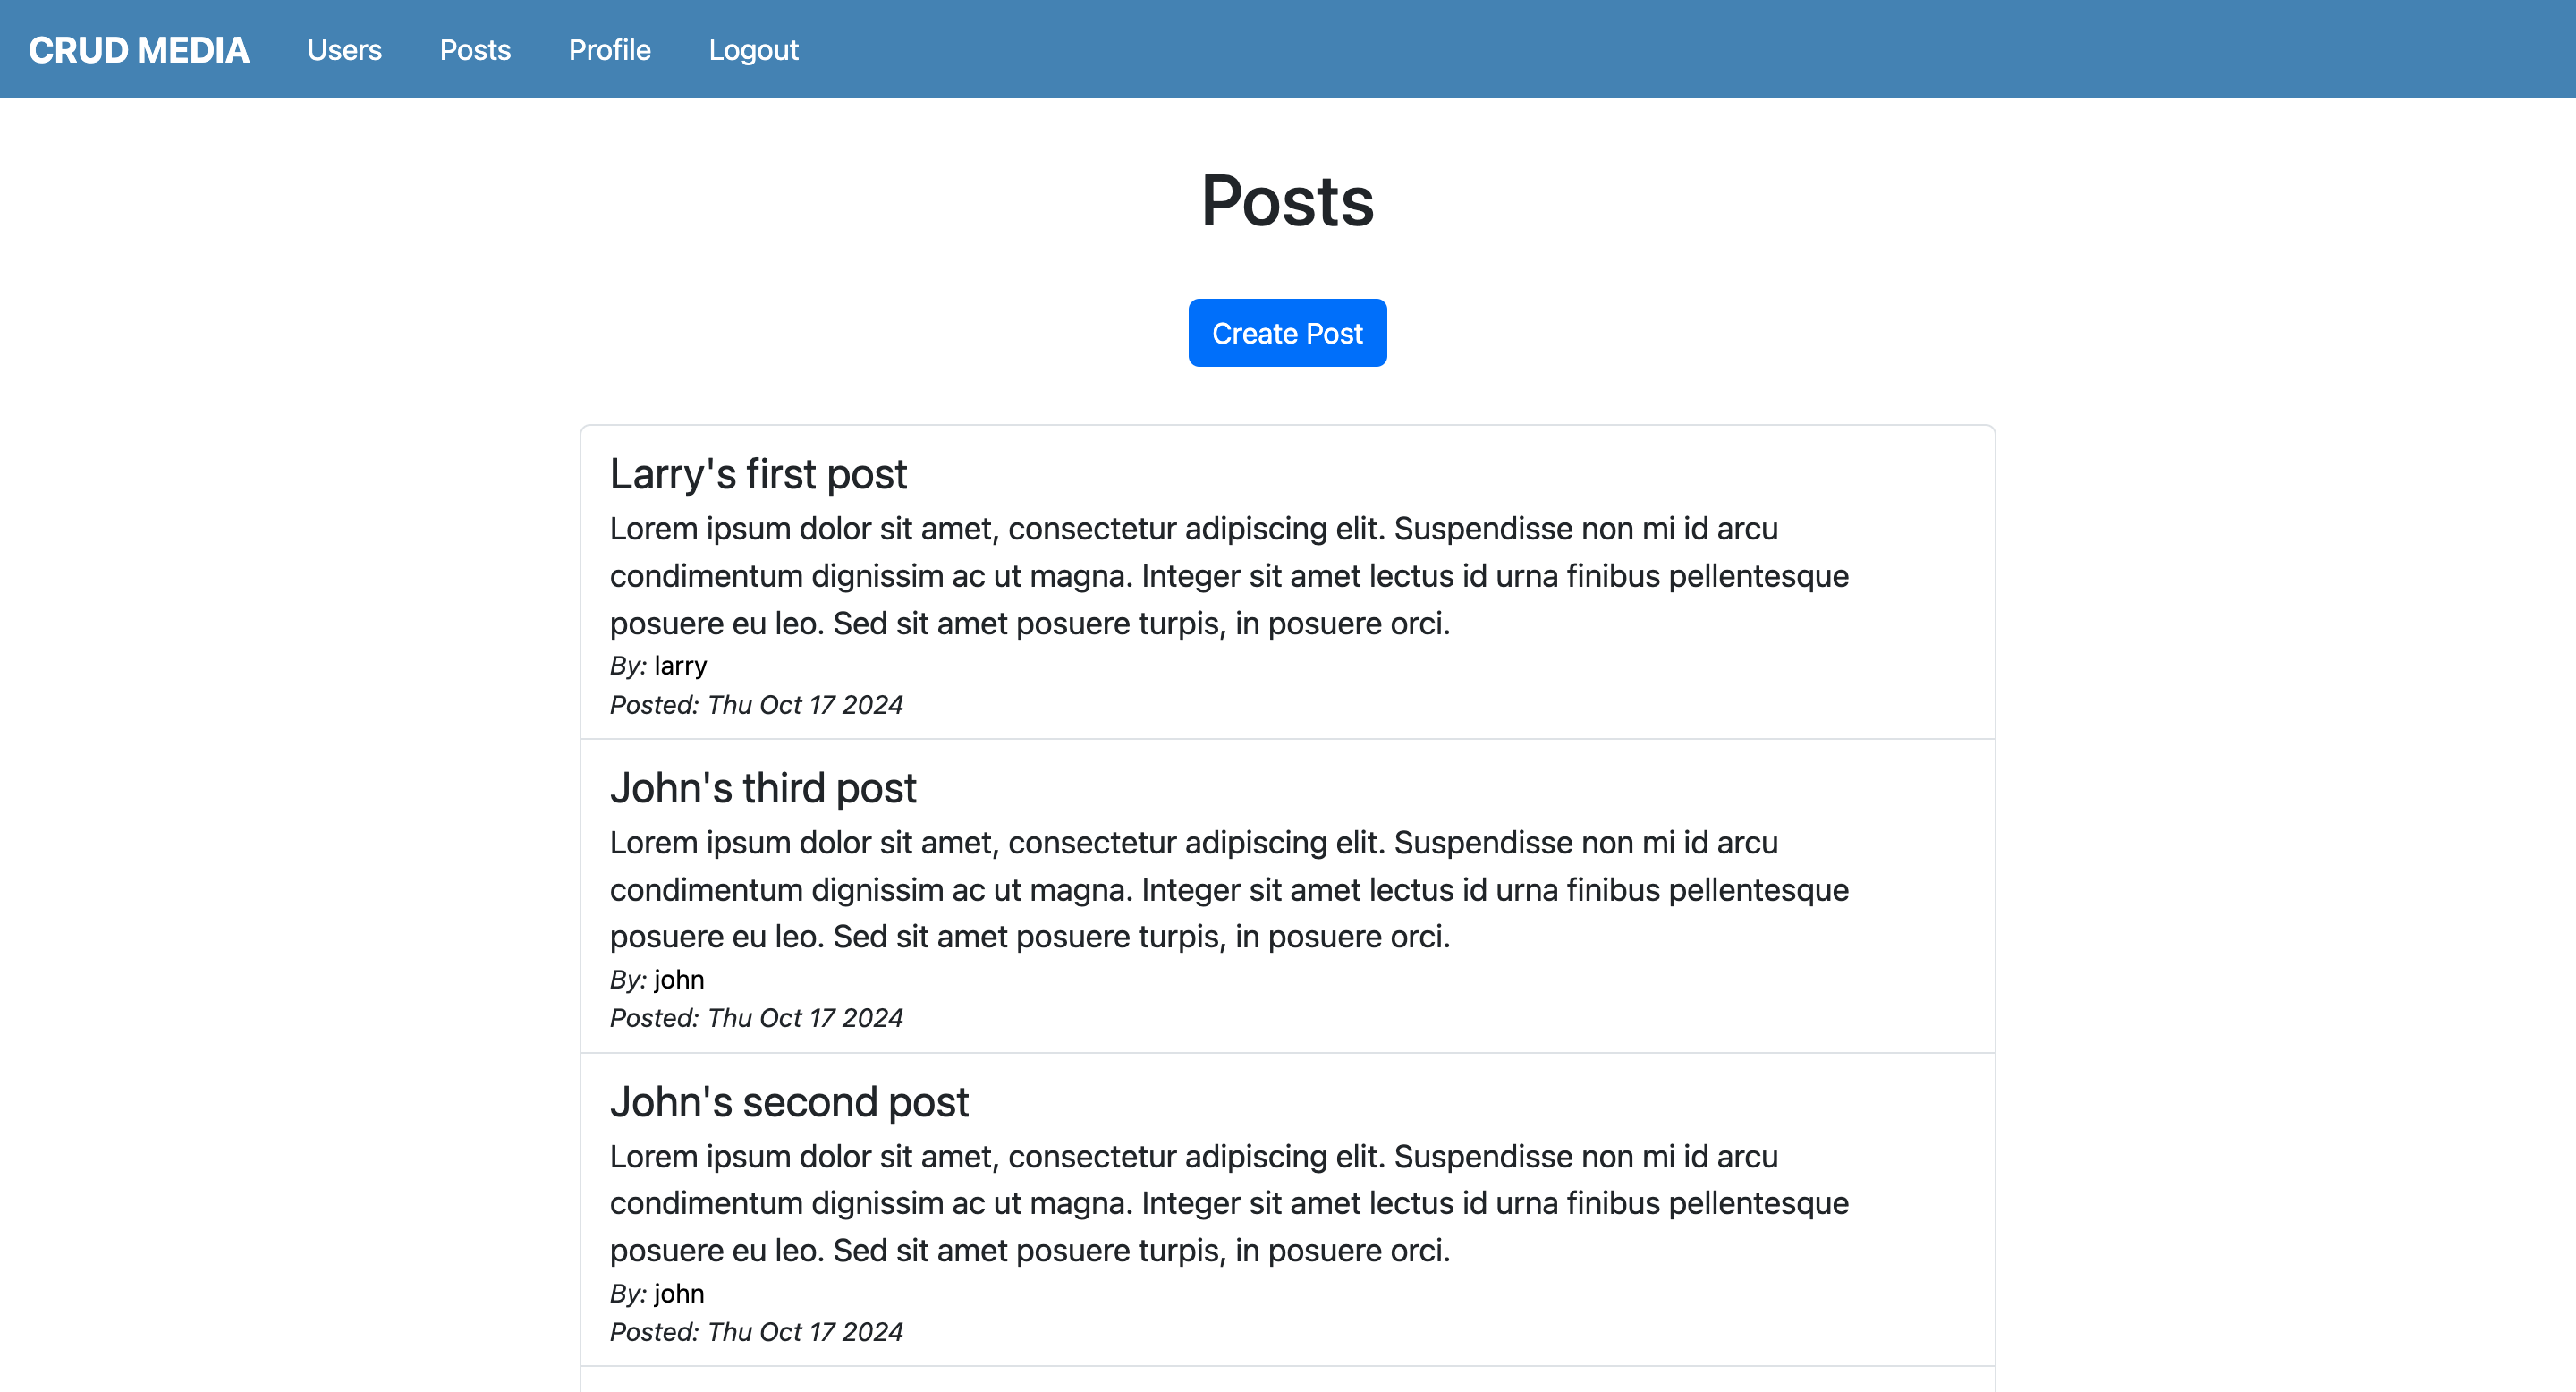 CRUD MEDIA Users Posts Profile Logout
Posts
Create Post
Larry's first post
Lorem ipsum dolor sit amet, consectetur adipiscing elit. Suspendisse non mi id arcu
condimentum dignissim ac ut magna. Integer sit amet lectus id urna finibus pellentesque
posuere eu leo. Sed sit amet posuere turpis, in posuere orci.
By: larry
Posted: Thu Oct 17 2024
John's third post
Lorem ipsum dolor sit amet, consectetur adipiscing elit. Suspendisse non mi id arcu
condimentum dignissim ac ut magna. Integer sit amet lectus id urna finibus pellentesque
posuere eu leo. Sed sit amet posuere turpis, in posuere orci.
By: john
Posted: Thu Oct 17 2024
John's second post
Lorem ipsum dolor sit amet, consectetur adipiscing elit. Suspendisse non mi id arcu
condimentum dignissim ac ut magna. Integer sit amet lectus id urna finibus pellentesque
posuere eu leo. Sed sit amet posuere turpis, in posuere orci.
By: john
Posted: Thu Oct 17 2024